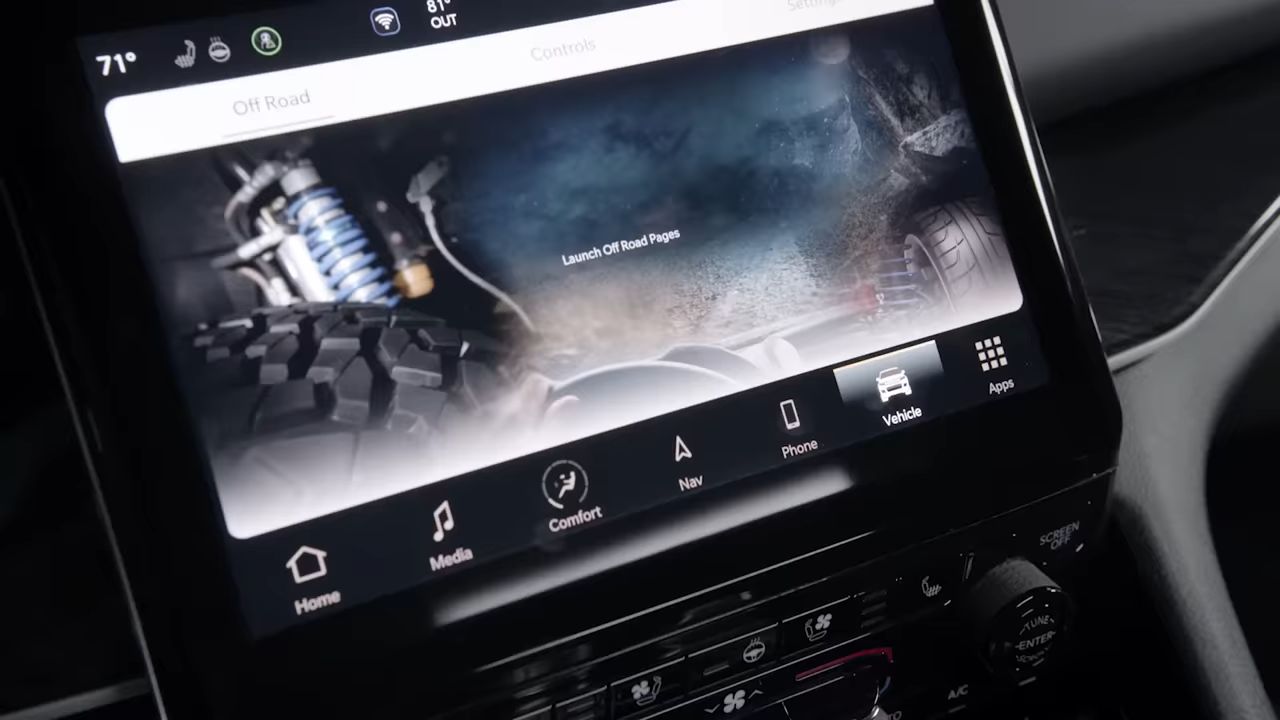 81°
OUT
71°
Settings
Controls
Off Road
Launch Off Road Pages
Apps
Vehicle
Phone
Nav
Comfort
Media
Home
SCREEN
OFF
TUNE
ENTER
A/C